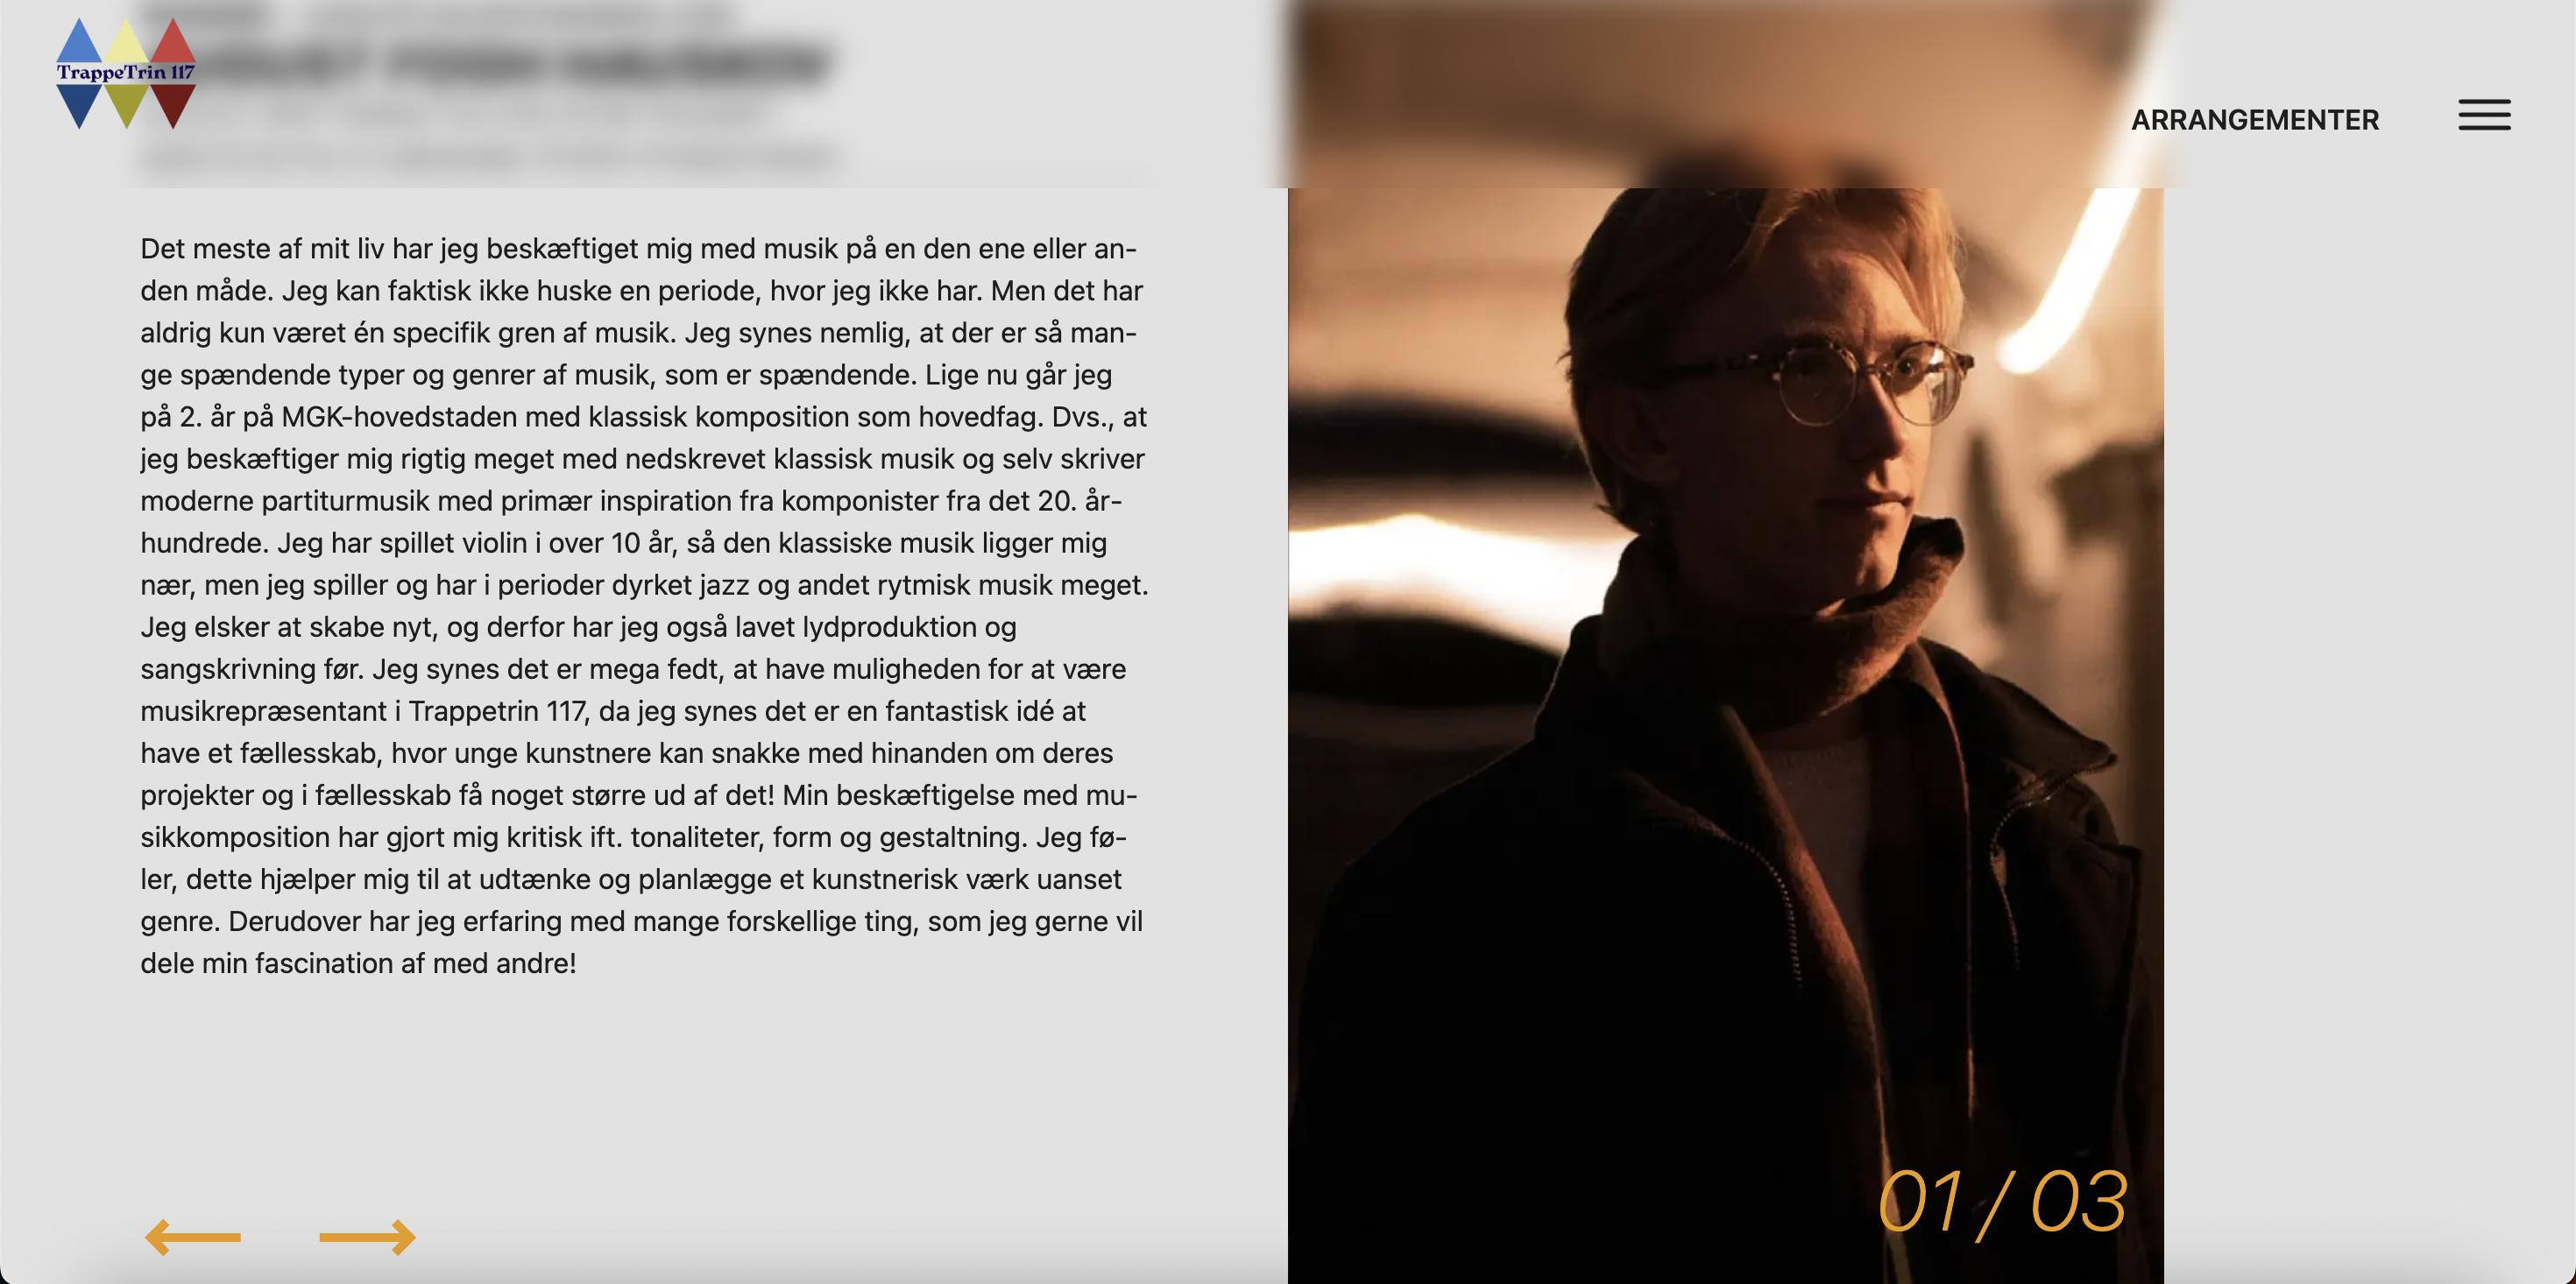 TrappeTrin 117
ARRANGEMENTER
Det meste af mit liv har jeg beskæftiget mig med musik på en den ene eller an-
den måde. Jeg kan faktisk ikke huske en periode, hvor jeg ikke har. Men det har
aldrig kun været én specifik gren af musik. Jeg synes nemlig, at der er så man-
ge spændende typer og genrer af musik, som er spændende. Lige nu går jeg
på 2. år på MGK-hovedstaden med klassisk komposition som hovedfag. Dvs., at
jeg beskæftiger mig rigtig meget med nedskrevet klassisk musik og selv skriver
moderne partiturmusik med primær inspiration fra komponister fra det 20. år-
hundrede. Jeg har spillet violin i over 10 år, så den klassiske musik ligger mig
nær, men jeg spiller og har i perioder dyrket jazz og andet rytmisk musik meget.
Jeg elsker at skabe nyt, og derfor har jeg også lavet lydproduktion og
sangskrivning før. Jeg synes det er mega fedt, at have muligheden for at være
musikrepræsentant i Trappetrin 117, da jeg synes det er en fantastisk idé at
have et fællesskab, hvor unge kunstnere kan snakke med hinanden om deres
projekter og i fællesskab få noget større ud af det! Min beskæftigelse med mu-
sikkomposition har gjort mig kritisk ift. tonaliteter, form og gestaltning. Jeg fø-
ler, dette hjælper mig til at udtænke og planlægge et kunstnerisk værk uanset
genre. Derudover har jeg erfaring med mange forskellige ting, som jeg gerne vil
dele min fascination af med andre!
01 / 03